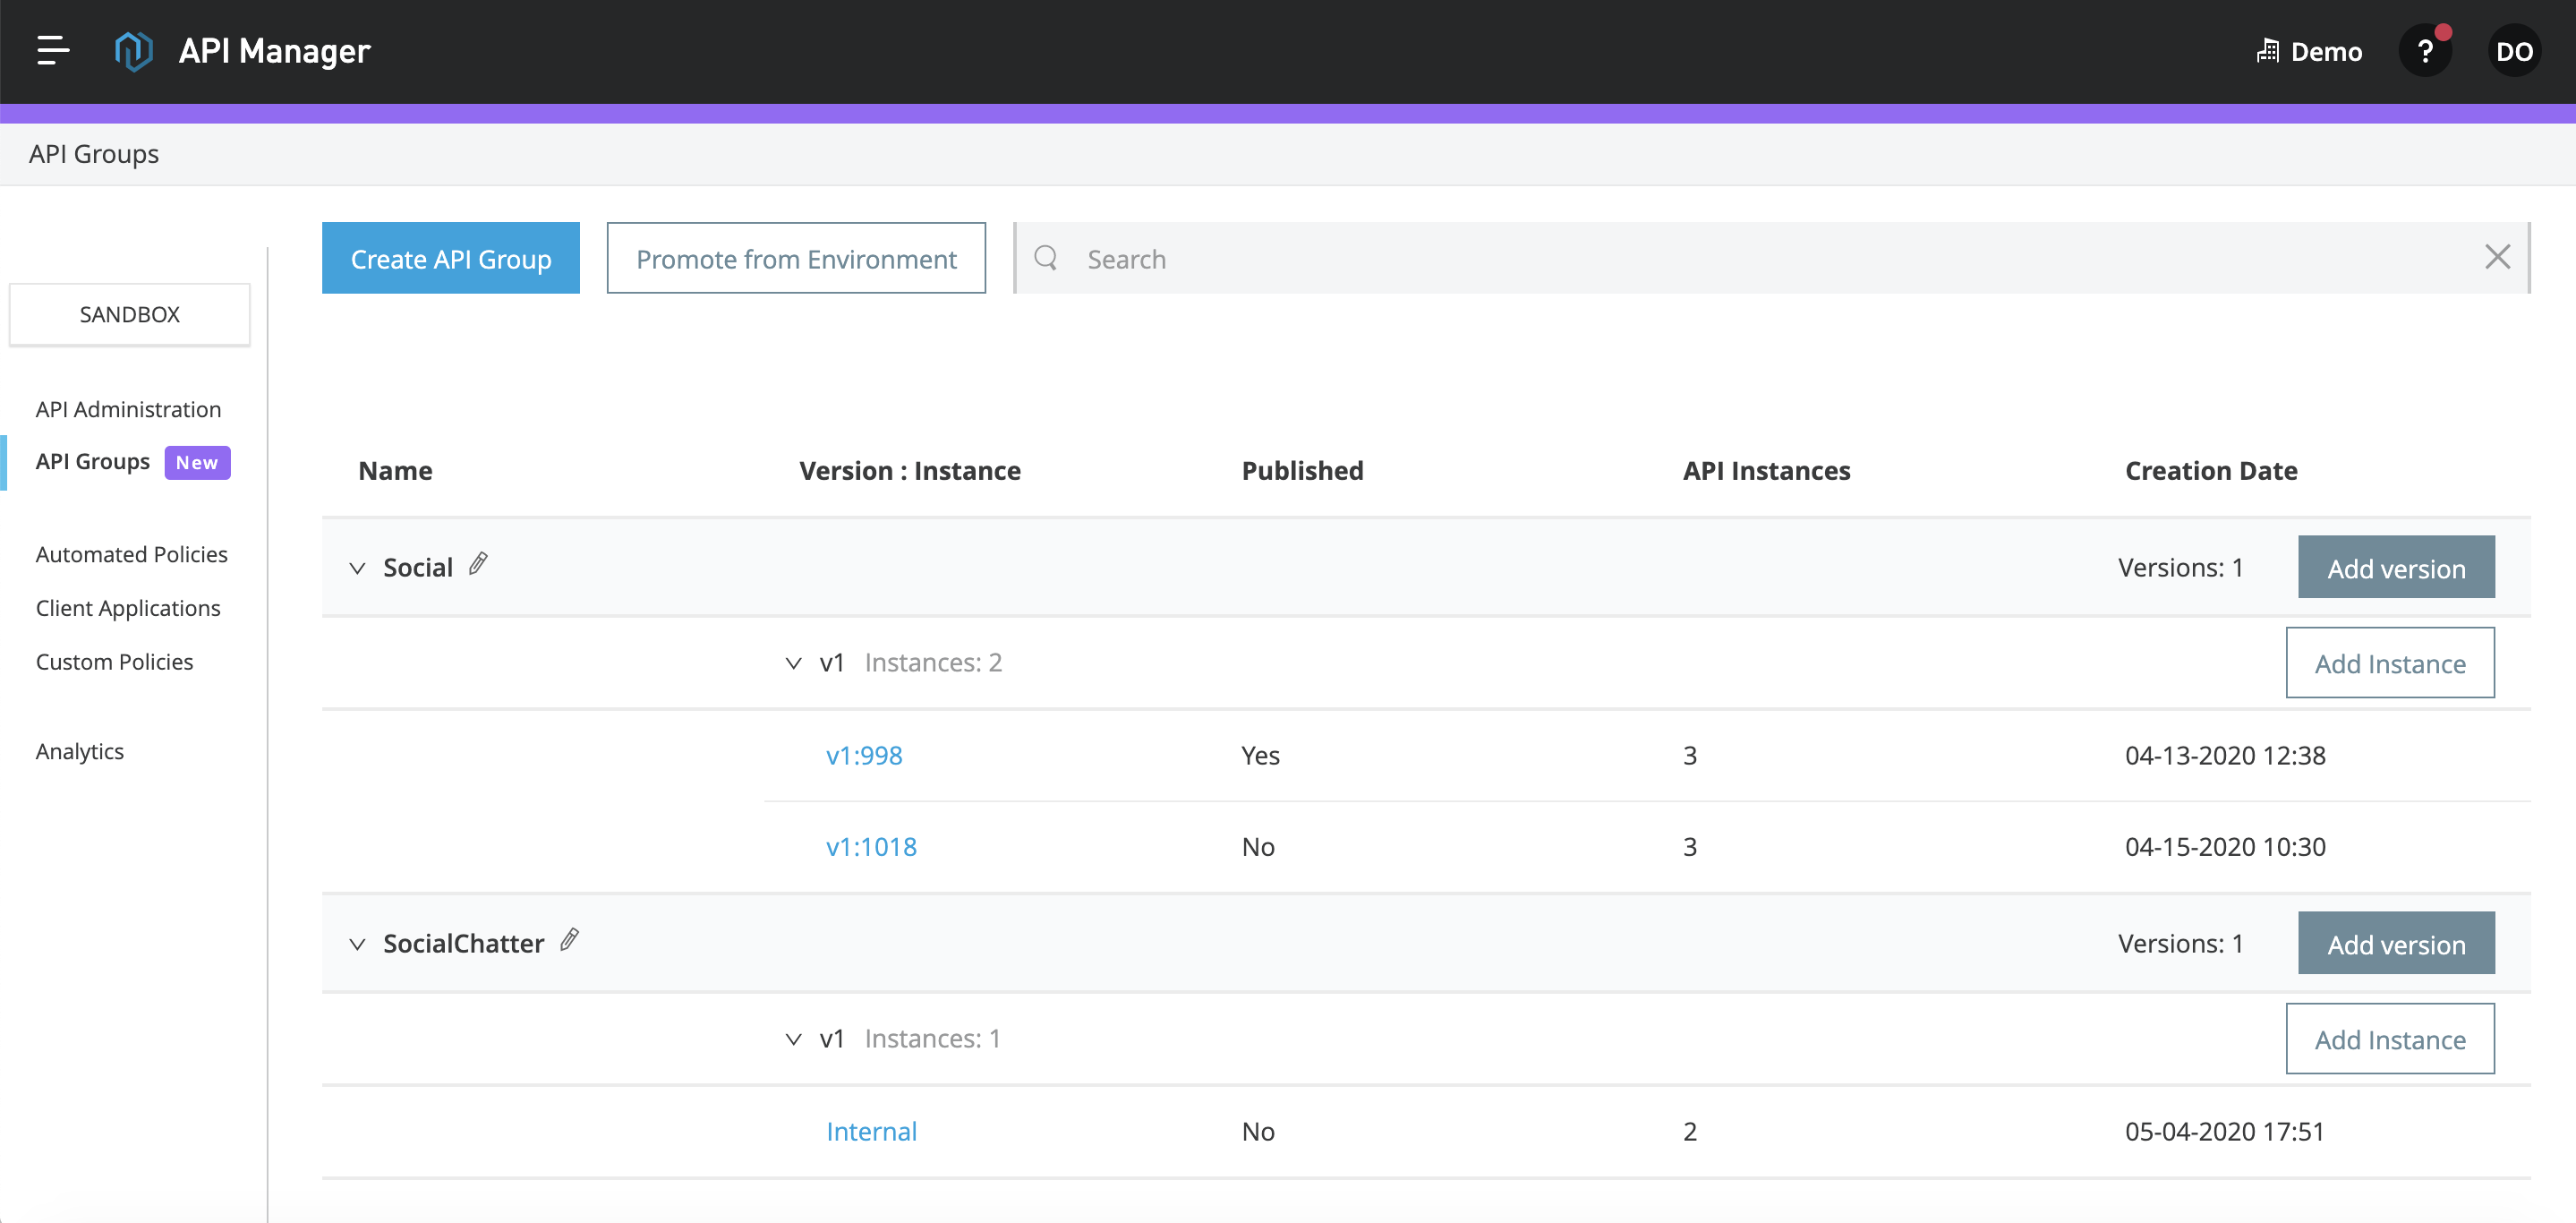 API Manager
Demo
?
DO
API Groups
Create API Group
Promote from Environment
Search
SANDBOX
API Administration
API Groups New
Automated Policies
Client Applications
Custom Policies
Analytics
Name Version : Instance Published API Instances Creation Date
Social Versions: 1 Add version
v1 Instances: 2 Add Instance
v1:998 Yes 3 04-13-2020 12:38
v1:1018 No 3 04-15-2020 10:30
SocialChatter Versions: 1 Add version
v1 Instances: 1 Add Instance
Internal No 2 05-04-2020 17:51